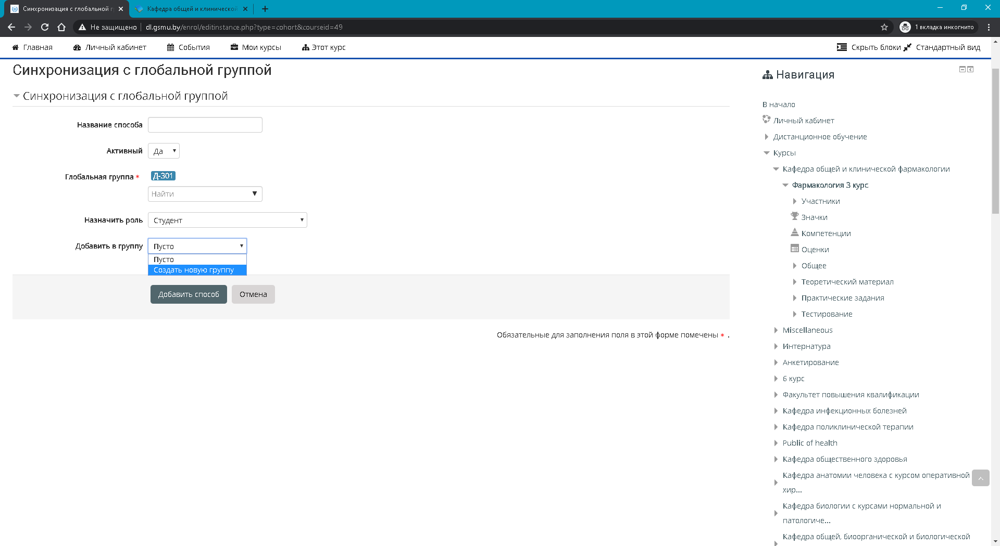 Синхронизация с глобальной г
Кафедра общей и клинической
Не защищено
dl.gsmu.by/enrol/editinstance.php?type=cohort&courseid=49
1 вкладка инкогнито
Главная
Личный кабинет
События
Мои курсы
Этот курс
Скрыть блоки
Стандартный вид
Синхронизация с глобальной группой
Синхронизация с глобальной группой
Название способа
Активный
Да
Глобальная группа *
Д-301
Найти
Назначить роль
Студент
Добавить в группу
Пусто
Пусто
Создать новую группу
Добавить способ
Отмена
Обязательные для заполнения поля в этой форме помечены * .
Навигация
В начало
Личный кабинет
Дистанционное обучение
Курсы
Кафедра общей и клинической фармакологии
Фармакология 3 курс
Участники
Значки
Компетенции
Оценки
Общее
Теоретический материал
Практические задания
Тестирование
Miscellaneous
Интернатура
Анкетирование
6 курс
Факультет повышения квалификации
Кафедра инфекционных болезней
Кафедра поликлинической терапии
Public of health
Кафедра общественного здоровья
Кафедра анатомии человека с курсом оперативной
хир...
Кафедра биологии с курсами нормальной и
патологиче...
Кафедра общей, биоорганической и биологической